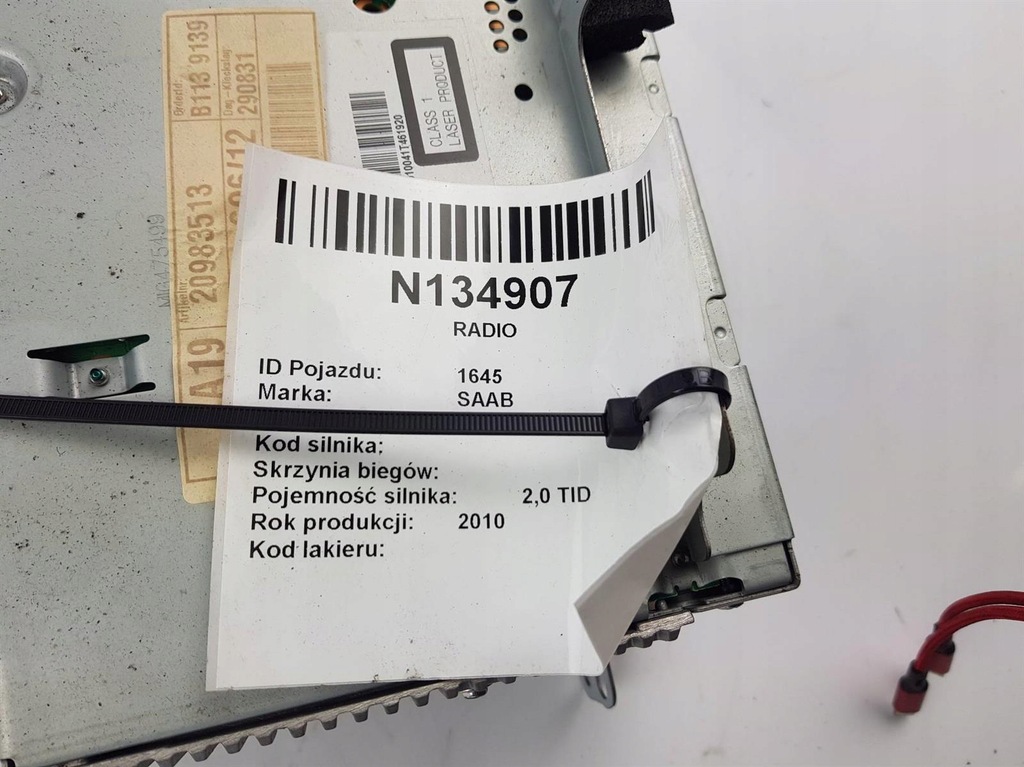 CLASS 1
LASER PRODUCT
10041T461920
B113 9139
290831
A19
20983513
N134907
RADIO
ID Pojazdu: 1645
Marka: SAAB
Kod silnika:
Skrzynia biegów:
Pojemność silnika: 2,0 TID
Rok produkcji: 2010
Kod lakieru: